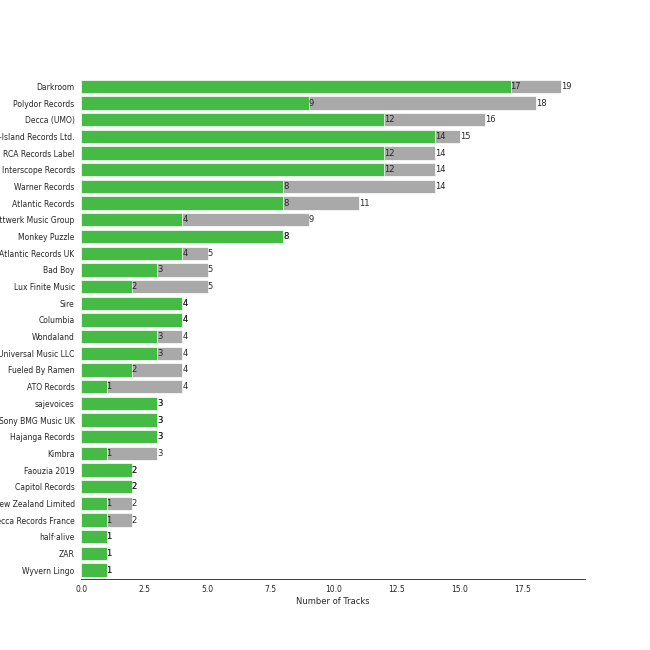 Darkroom 17 19
Polydor Records 9 18
Decca (UMO) 12 16
-Island Records Ltd. 14 15
RCA Records Label 12 14
Interscope Records 12 14
Warner Records 8 14
Atlantic Records 8 11
ttwerk Music Group 4 9
Monkey Puzzle 8
Atlantic Records UK 4 5
Bad Boy 3 5
Lux Finite Music 2 5
Sire 4
Columbia 4
Wondaland 3 4
Universal Music LLC 3 4
Fueled By Ramen 2 4
ATO Records 1 4
sajevoices 3
Sony BMG Music UK 3
Hajanga Records 3
Kimbra 1 3
Faouzia 2019 2
Capitol Records 2
ew Zealand Limited 1 2
ecca Records France 1 2
half·alive 1
ZAR 1
Wyvern Lingo 1
0.0 2.5 5.0 7.5 10.0 12.5 15.0 17.5
Number of Tracks